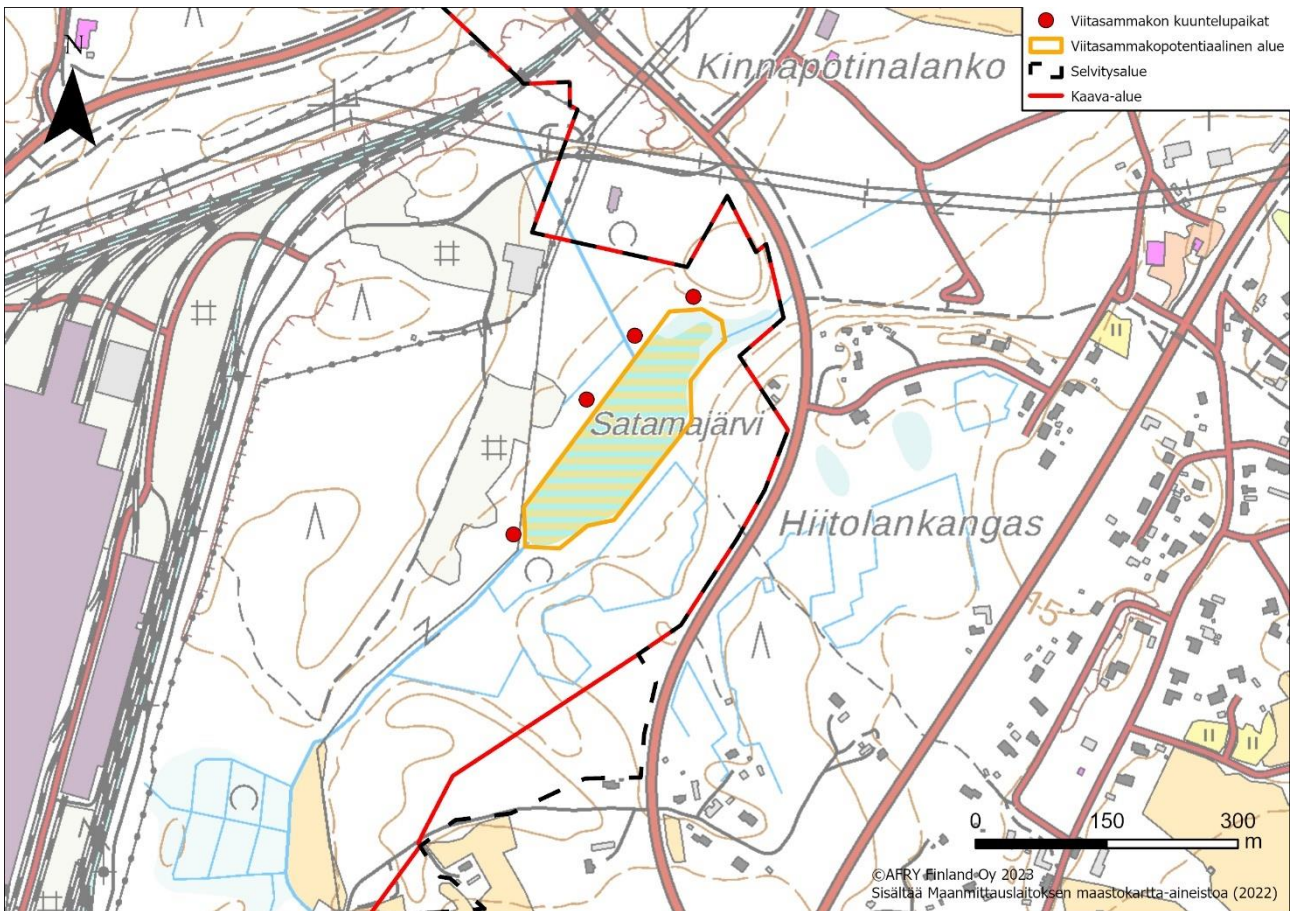 N
Kinnapotinalanko
Viitasammakon kuuntelupaikat
Viitasammakopotentiaalinen alue
Selvitysalue
Kaava-alue
Satamajärvi
Hiitolankangas
15
0 150 300
m
©AFRY Finland Oy 2023
Sisältää Maanmittauslaitoksen maastokartta-aineistoa (2022)